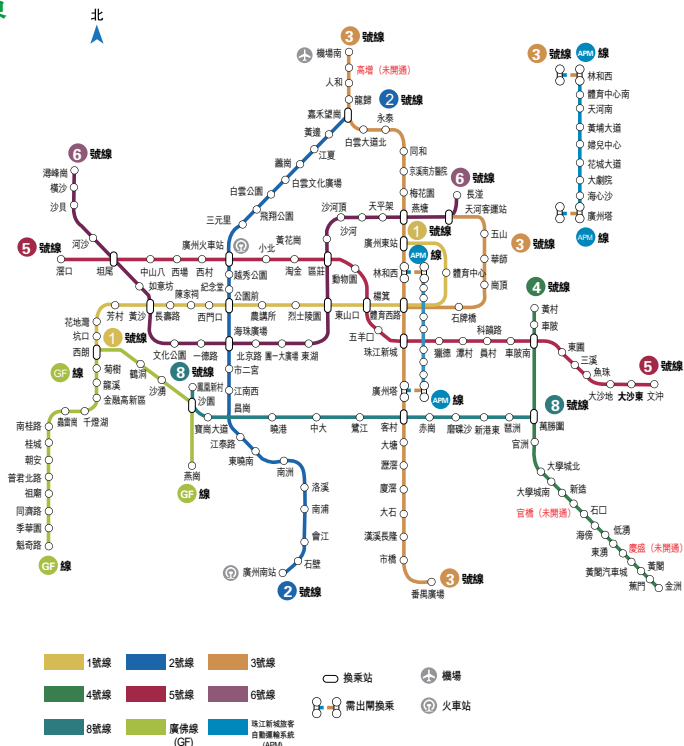 北
3 號線
機場南
高增（未開通）
人和
龍歸
嘉禾望崗
2 號線
永泰
白雲大道北
黃邊
江夏
蕭崗
白雲文化廣場
白雲公園
飛翔公園
三元里
同和
京溪南方醫院
梅花園
燕塘
3 號線 APM 線
林和西
體育中心南
天河南
黃埔大道
婦兒中心
花城大道
大劇院
海心沙
廣州塔
APM
線
6 號線
潯峰崗
橫沙
沙貝
河沙
坦尾
6 號線
長湴
天河客運站
天平架
沙河頂
沙河
黃花崗
5 號線
滘口
廣州火車站
小北
淘金
區莊
動物園
中山八
西場
西村
越秀公園
如意坊
紀念堂
1 號線
廣州東站
APM 線
林和西
體育中心
五山
華師
崗頂
3 號線
石牌橋
楊箕
體育西路
東山口
烈士陵園
農講所
公園前
西門口
陳家祠
長壽路
黃沙
芳村
花地灣
坑口
西朗
1 號線
文化公園
一德路
海珠廣場
北京路
團一大廣場
東湖
五羊口
珠江新城
獵德
潭村
員村
科韻路
車陂南
4 號線
黃村
車陂
東圃
三溪
魚珠
大沙地
大沙東
文沖
5 號線
8 號線
萬勝圍
官洲
GF 線
菊樹
龍溪
金融高新區
千燈湖
蟲雷崗
南桂路
桂城
朝安
普君北路
祖廟
同濟路
季華園
魁奇路
GF 線
鶴洞
沙涌
8 號線
鳳凰新村
沙園
燕崗
GF 線
市二宮
江南西
昌崗
寶崗大道
江泰路
東曉南
南洲
洛溪
南浦
會江
石壁
廣州南站
2 號線
曉港
中大
鷺江
客村
廣州塔
APM 線
赤崗
磨碟沙
新港東
琶洲
大塘
瀝滘
廈滘
大石
漢溪長隆
市橋
番禺廣場
3 號線
大學城北
大學城南
新造
官橋（未開通）
石口
海傍
低涌
東湧
慶盛（未開通）
黃閣汽車城
黃閣
蕉門
金洲
1號線
2號線
3號線
4號線
5號線
6號線
8號線
廣佛線
(GF)
珠江新城旅客
自動運輸系統
(APM)
換乘站
需出閘換乘
機場
火車站